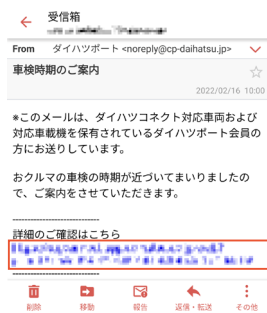 受信箱
From ダイハツポート <noreply@cp-daihatsu.jp>
車検時期のご案内
2022/02/16 10:00
※このメールは、ダイハツコネクト対応車両および
対応車載機を保有されているダイハツポート会員の
方にお送りしています。
おクルマの車検の時期が近づいてまいりましたの
で、ご案内をさせていただきます。
----------------------------
詳細のご確認はこちら
----------------------------
削除 移動 報告 返信・転送 その他